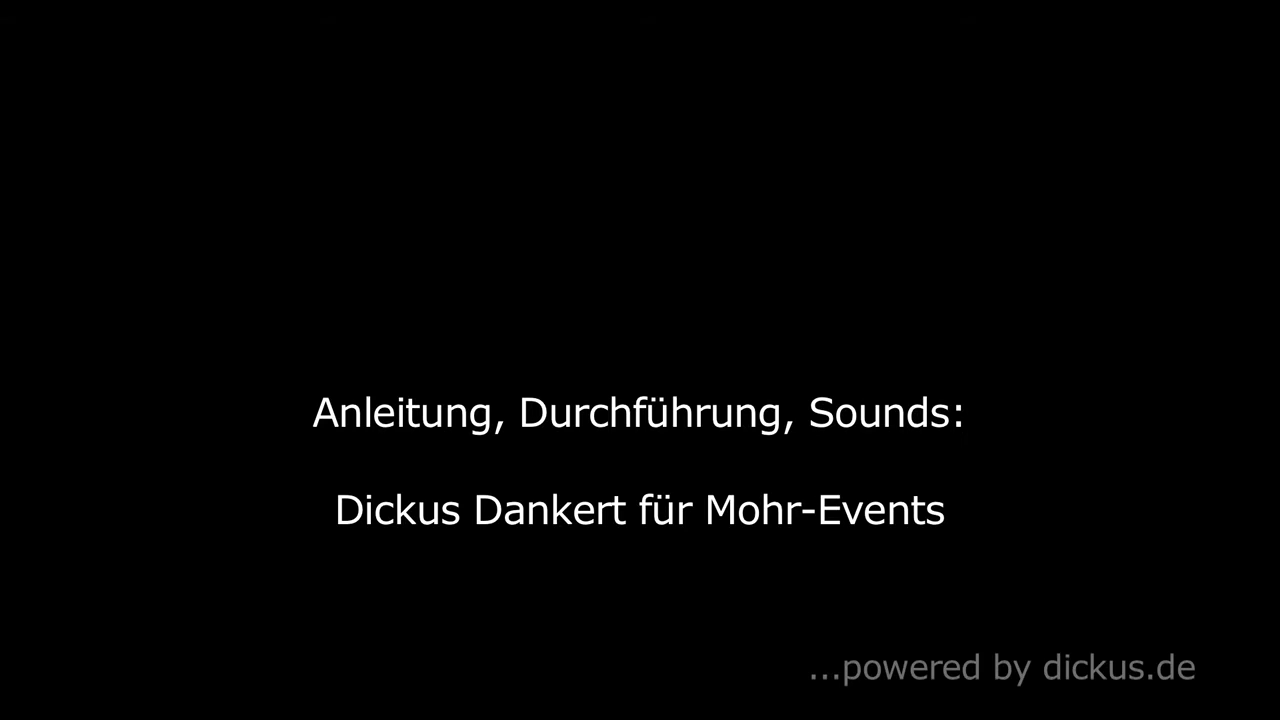 Anleitung, Durchführung, Sounds:
Dickus Dankert für Mohr-Events
...powered by dickus.de